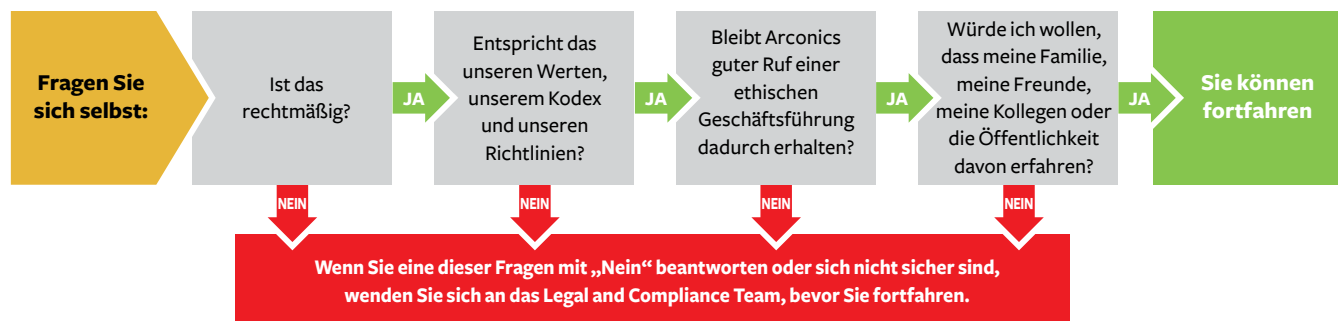 Fragen Sie
sich selbst:
Ist das
rechtmäßig?
JA
Entspricht das
unseren Werten,
unserem Kodex
und unseren
Richtlinien?
JA
Bleibt Arconics
guter Ruf einer
ethischen
Geschäftsführung
dadurch erhalten?
JA
Würde ich wollen,
dass meine Familie,
meine Freunde,
meine Kollegen oder
die Öffentlichkeit
davon erfahren?
JA
Sie können
fortfahren
NEIN
NEIN
NEIN
NEIN
Wenn Sie eine dieser Fragen mit „Nein“ beantworten oder sich nicht sicher sind,
wenden Sie sich an das Legal and Compliance Team, bevor Sie fortfahren.